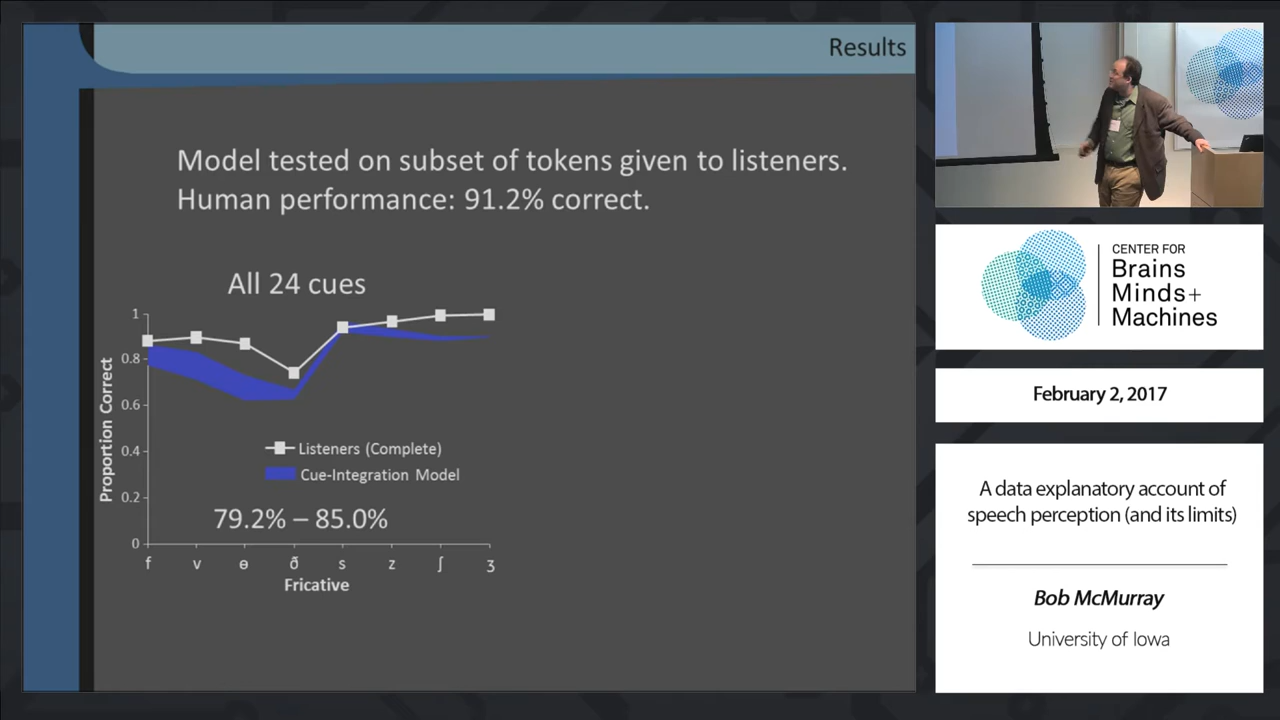 Results
Model tested on subset of tokens given to listeners.
Human performance: 91.2% correct.
All 24 cues
Proportion Correct
1
0.8
0.6
0.4
0.2
0
Listeners (Complete)
Cue-Integration Model
79.2% – 85.0%
f v ɵ ð s z ʃ ʒ
Fricative
CENTER FOR
Brains
Minds+
Machines
February 2, 2017
A data explanatory account of
speech perception (and its limits)
Bob McMurray
University of Iowa